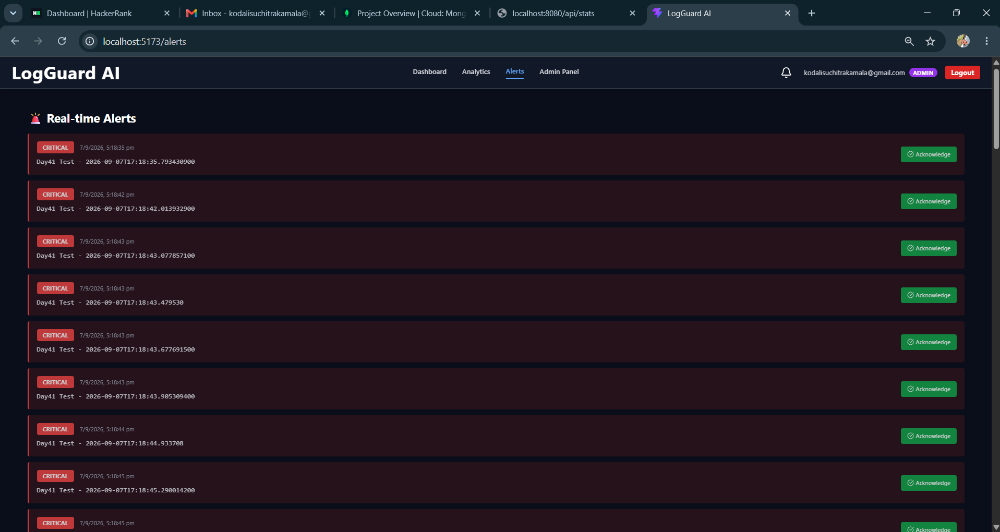 Dashboard | HackerRank
Inbox - kodalisuchitrakamala@g
Project Overview | Cloud: Mong
localhost:8080/api/stats
LogGuard AI
localhost:5173/alerts
LogGuard AI
Dashboard
Analytics
Alerts
Admin Panel
kodalisuchitrakamala@gmail.com
ADMIN
Logout
Real-time Alerts
CRITICAL 7/9/2026, 5:18:35 pm
Day41 Test - 2026-09-07T17:18:35.793430900
Acknowledge
CRITICAL 7/9/2026, 5:18:42 pm
Day41 Test - 2026-09-07T17:18:42.013932900
Acknowledge
CRITICAL 7/9/2026, 5:18:43 pm
Day41 Test - 2026-09-07T17:18:43.077857100
Acknowledge
CRITICAL 7/9/2026, 5:18:43 pm
Day41 Test - 2026-09-07T17:18:43.479530
Acknowledge
CRITICAL 7/9/2026, 5:18:43 pm
Day41 Test - 2026-09-07T17:18:43.677691500
Acknowledge
CRITICAL 7/9/2026, 5:18:43 pm
Day41 Test - 2026-09-07T17:18:43.905309400
Acknowledge
CRITICAL 7/9/2026, 5:18:44 pm
Day41 Test - 2026-09-07T17:18:44.933708
Acknowledge
CRITICAL 7/9/2026, 5:18:45 pm
Day41 Test - 2026-09-07T17:18:45.290014200
Acknowledge
CRITICAL 7/9/2026, 5:18:45 pm
Acknowledge